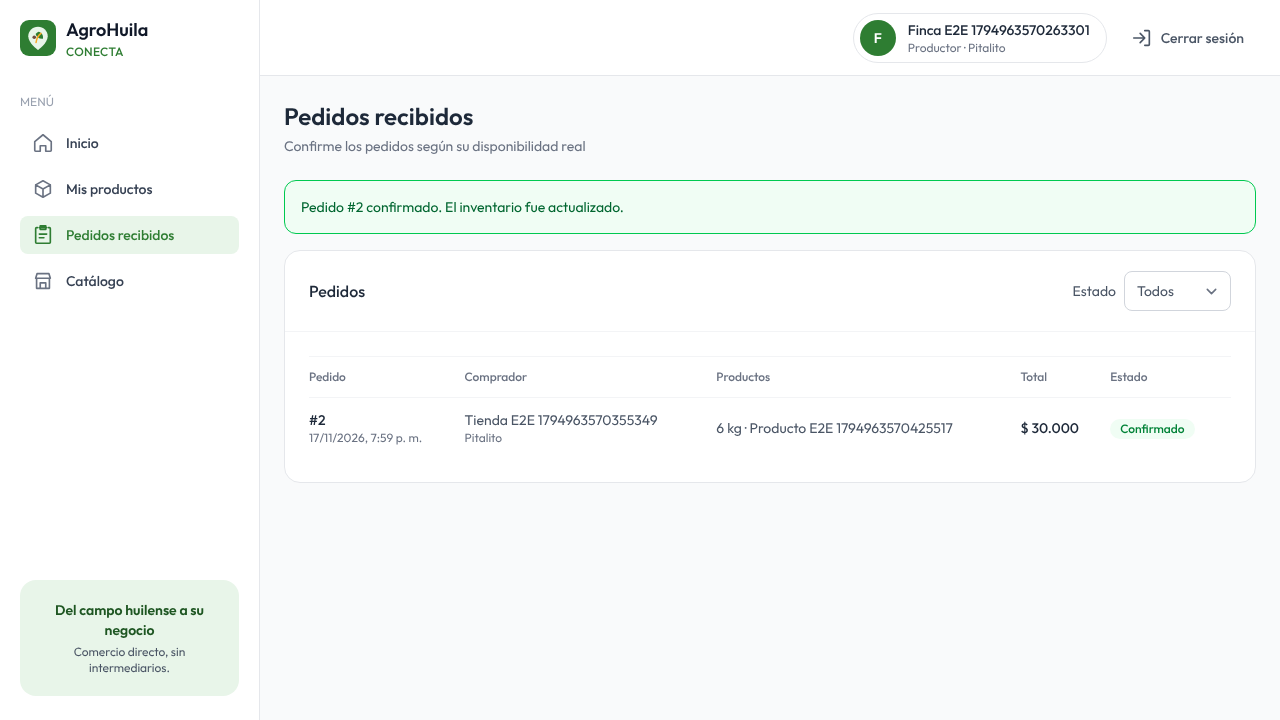 AgroHuila
CONECTA
MENÚ
Inicio
Mis productos
Pedidos recibidos
Catálogo
Del campo huilense a su
negocio
Comercio directo, sin
intermediarios.
F
Finca E2E 1794963570263301
Productor · Pitalito
Cerrar sesión
Pedidos recibidos
Confirme los pedidos según su disponibilidad real
Pedido #2 confirmado. El inventario fue actualizado.
Pedidos
Estado
Todos
Pedido Comprador Productos Total Estado
#2
17/11/2026, 7:59 p. m.
Tienda E2E 1794963570355349
Pitalito
6 kg · Producto E2E 1794963570425517
$ 30.000
Confirmado